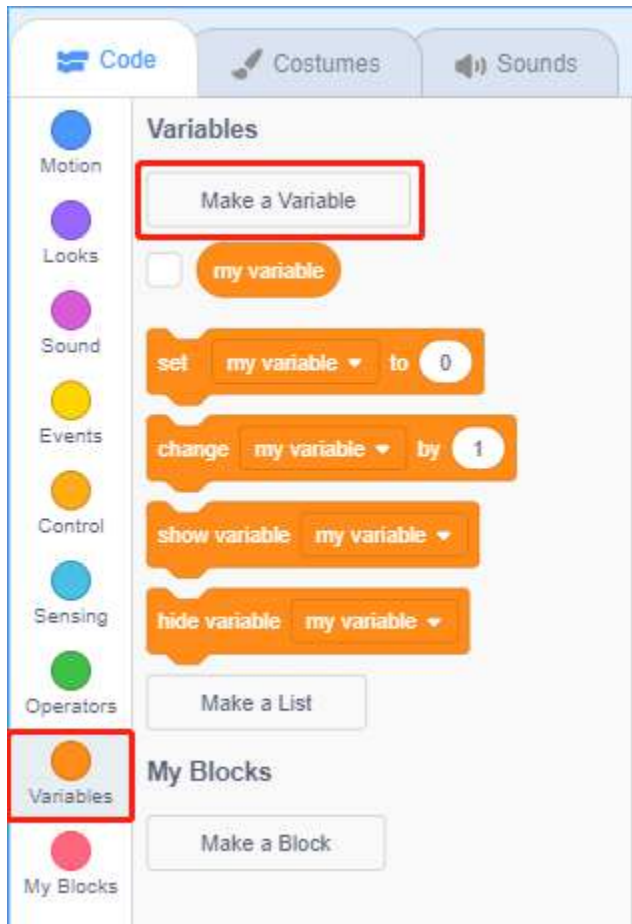 Code Costumes Sounds
Motion
Looks
Sound
Events
Control
Sensing
Operators
Variables
My Blocks
Variables
Make a Variable
my variable
set my variable to 0
change my variable by 1
show variable my variable
hide variable my variable
Make a List
My Blocks
Make a Block